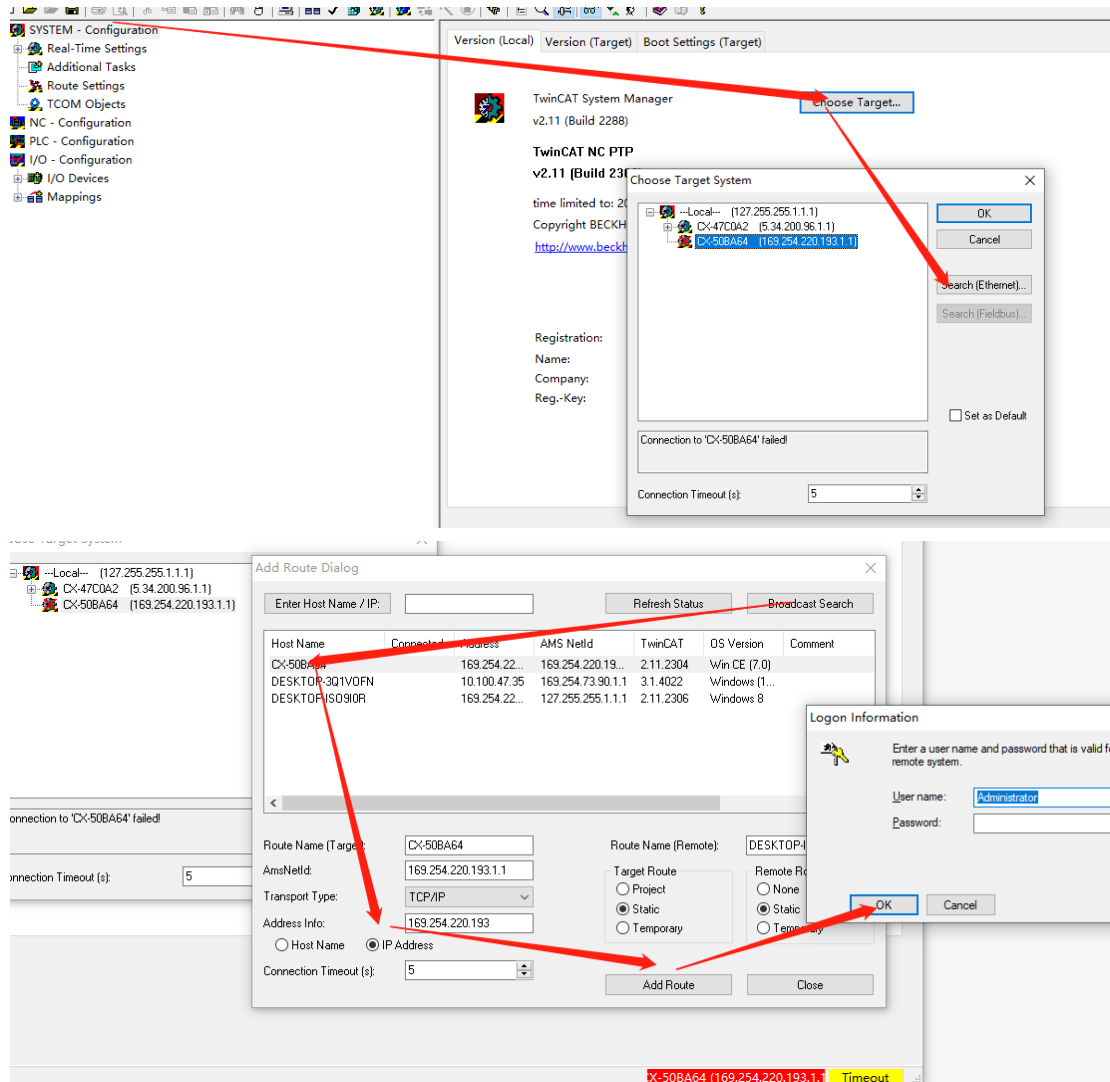 SYSTEM - Configuration
Real-Time Settings
Additional Tasks
Route Settings
TCOM Objects
NC - Configuration
PLC - Configuration
I/O - Configuration
I/O Devices
Mappings
Version (Local) Version (Target) Boot Settings (Target)
TwinCAT System Manager
Choose Target...
v2.11 (Build 2288)
TwinCAT NC PTP
v2.11 (Build
time limited to:
Copyright
http://www.
Registration:
Name:
Company:
Reg.-Key:
Choose Target System
---Local--- (127.255.255.1.1.1)
CX-47C0A2 (5.34.200.96.1.1)
CX-50BA64 (169.254.220.193.1.1)
OK
Cancel
Search (Ethernet)...
Search (Fieldbus)...
Set as Default
Connection to 'CX-50BA64' failed!
Connection Timeout (s): 5
---Local--- (127.255.255.1.1.1)
CX-47C0A2 (5.34.200.96.1.1)
CX-50BA64 (169.254.220.193.1.1)
onnection to 'CX-50BA64' failed!
nnection Timeout (s): 5
Add Route Dialog
Enter Host Name / IP: Refresh Status Broadcast Search
Host Name Connected Address AMS NetId TwinCAT OS Version Comment
CX-50BA64 169.254.22... 169.254.220.19... 2.11.2304 Win CE (7.0)
DESKTOP-3Q1VOFN 10.100.47.35 169.254.73.90.1.1 3.1.4022 Windows (1...
DESKTOP-ISO9I0R 169.254.22... 127.255.255.1.1.1 2.11.2306 Windows 8
Route Name (Target): CX-50BA64 Route Name (Remote): DESKTOP-I
AmsNetId: 169.254.220.193.1.1
Transport Type: TCP/IP
Address Info: 169.254.220.193
Host Name IP Address
Connection Timeout (s): 5
Target Route
Project
Static
Temporary
Remote Ro
None
Static
Temporary
Add Route Close
Logon Information
Enter a user name and password that is valid f
remote system.
User name: Administrator
Password:
OK Cancel
CX-50BA64 (169.254.220.193.1.1 Timeout